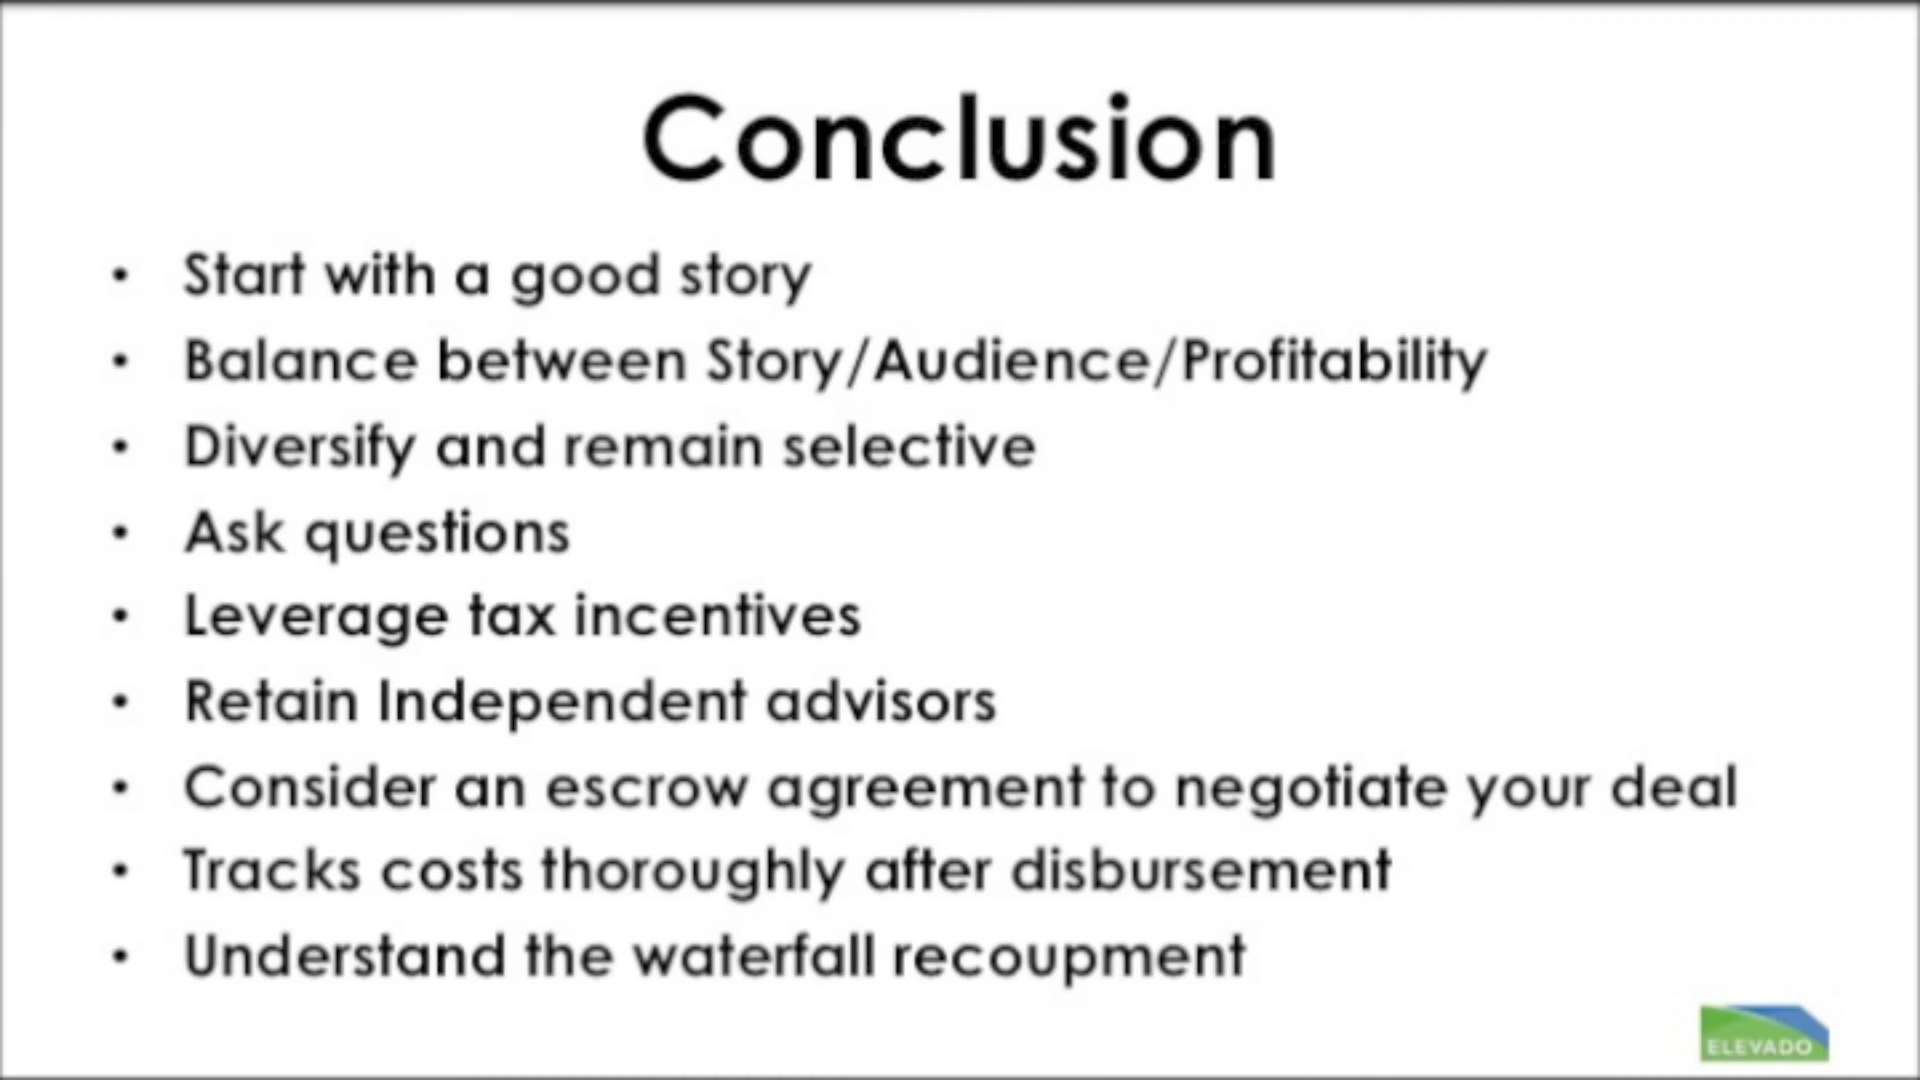 Conclusion
• Start with a good story
• Balance between Story/Audience/Profitability
• Diversify and remain selective
• Ask questions
• Leverage tax incentives
• Retain Independent advisors
• Consider an escrow agreement to negotiate your deal
• Tracks costs thoroughly after disbursement
• Understand the waterfall recoupment
ELEVADO